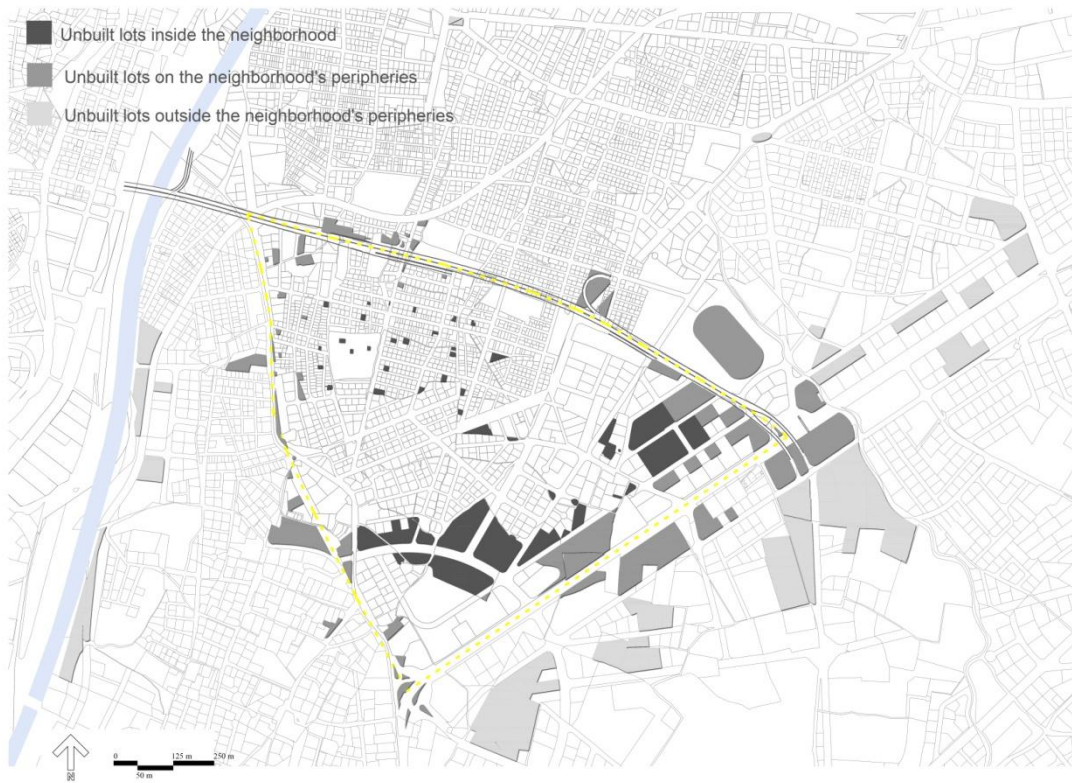 Unbuilt lots inside the neighborhood
Unbuilt lots on the neighborhood's peripheries
Unbuilt lots outside the neighborhood's peripheries
0 125 m 250 m
50 m